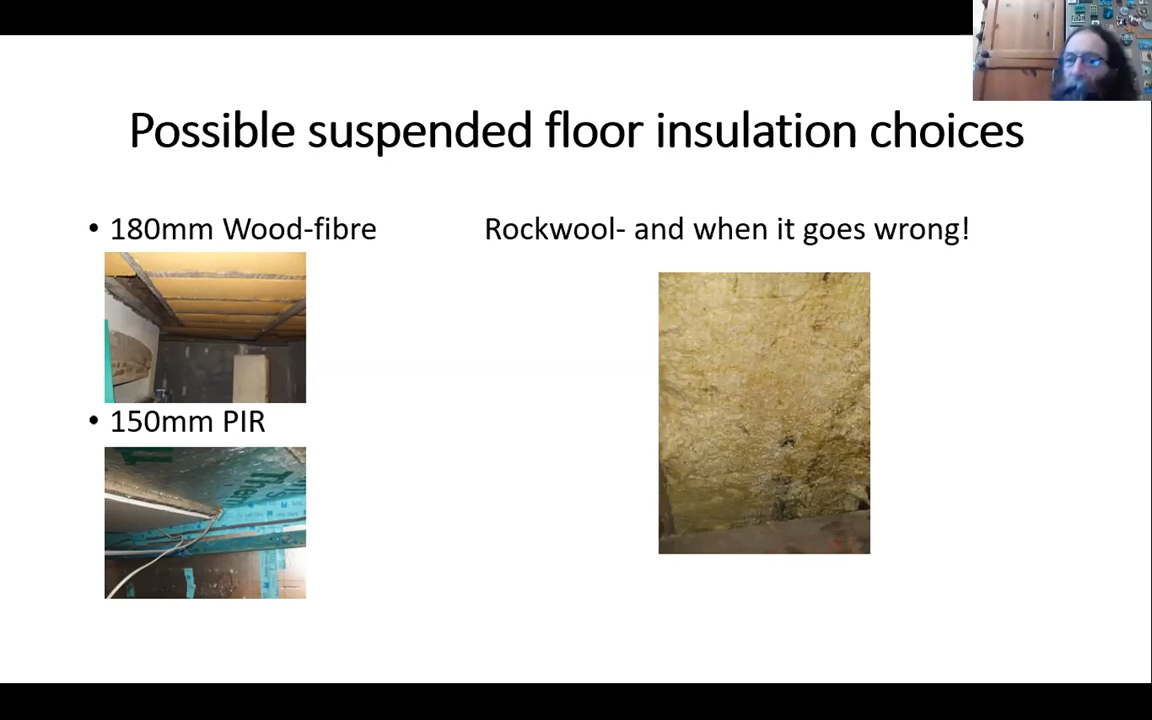 Possible suspended floor insulation choices
• 180mm Wood-fibre
Rockwool- and when it goes wrong!
• 150mm PIR